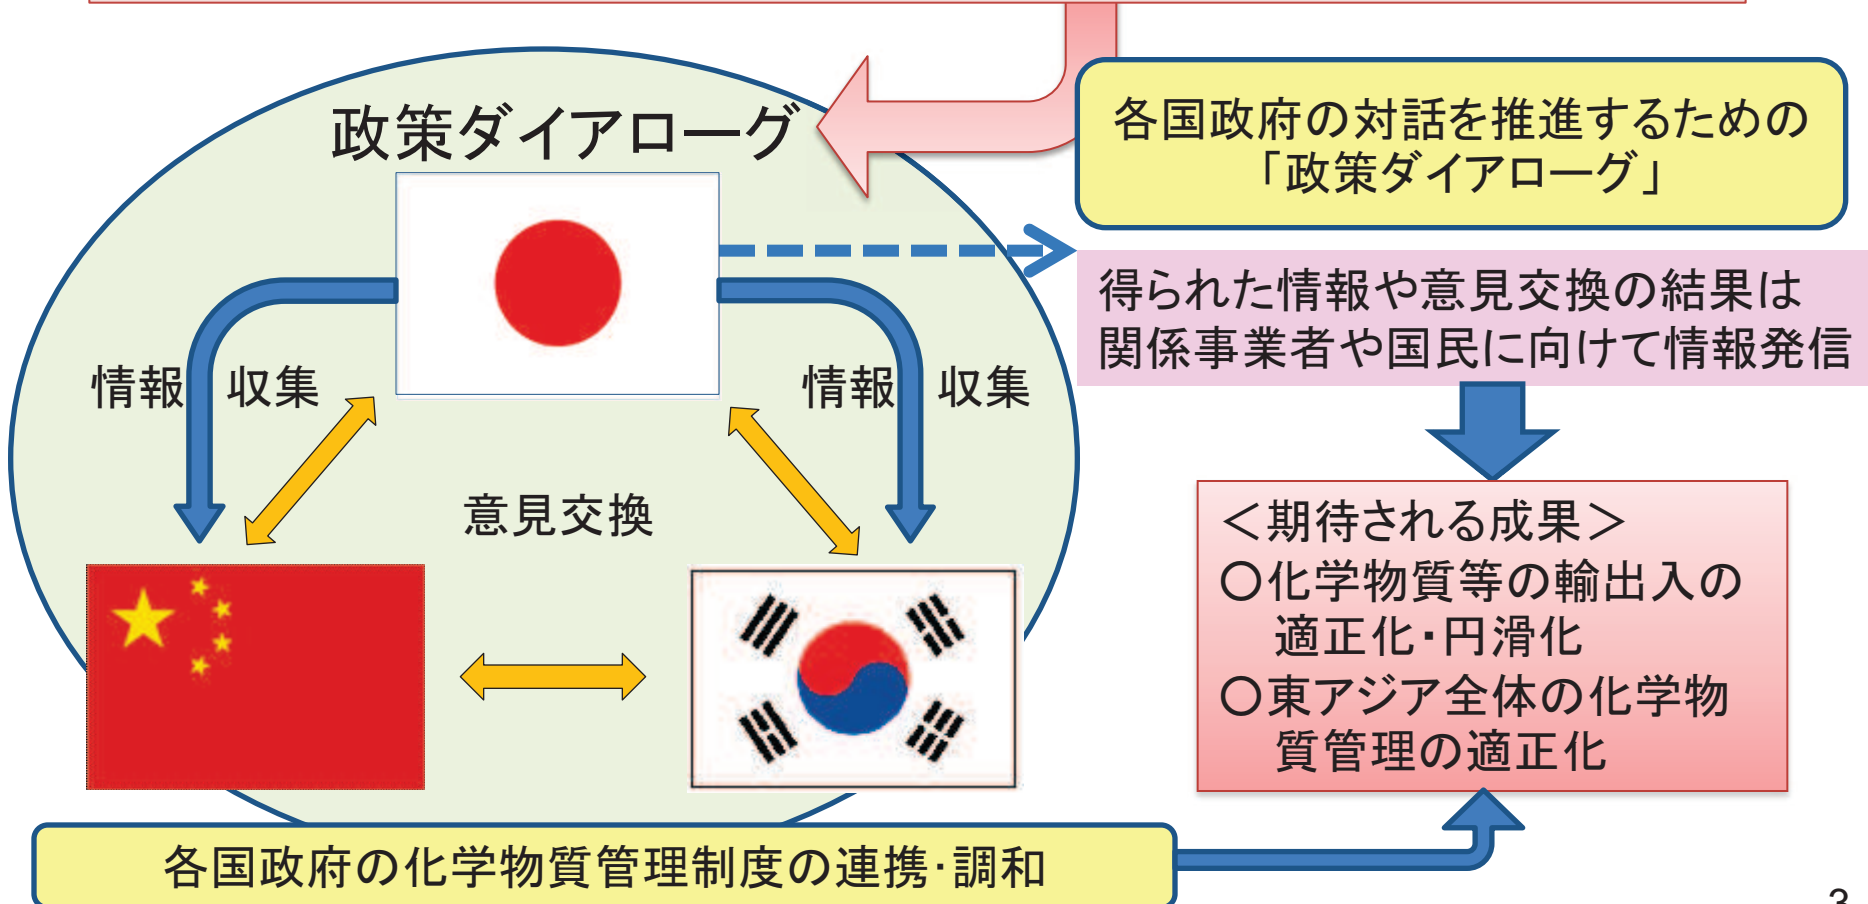 政策ダイアローグ
各国政府の対話を推進するための
「政策ダイアローグ」
得られた情報や意見交換の結果は
関係事業者や国民に向けて情報発信
情報 収集
情報 収集
意見交換
＜期待される成果＞
○化学物質等の輸出入の
適正化・円滑化
○東アジア全体の化学物
質管理の適正化
各国政府の化学物質管理制度の連携・調和
3